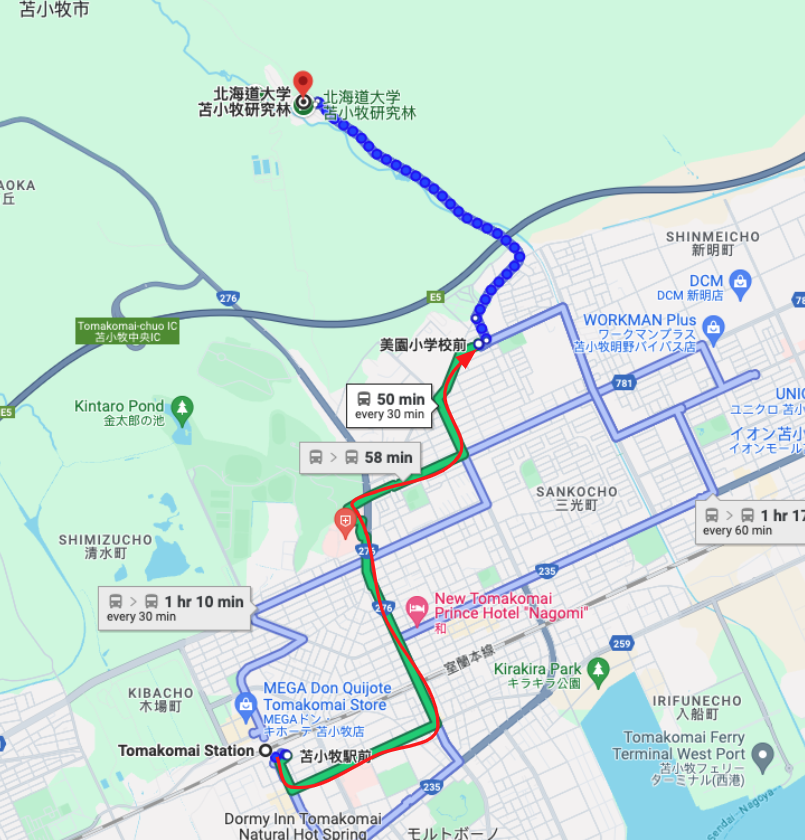 苫小牧市
北海道大学
苫小牧研究林
北海道大学
苫小牧研究林
AOKA
丘
SHINMEICHO
新明町
DCM
DCM 新明店
276
E5
78
Tomakomai-chuo IC
苫小牧中央IC
WORKMAN Plus
ワークマンプラス
苫小牧明野バイパス店
美園小学校前
781
50 min
every 30 min
E5
Kintaro Pond
金太郎の池
UNIQ
ユニクロ 苫小
イオン苫小
イオンモール
58 min
SANKOCHO
三光町
1 hr 17
every 60 min
SHIMIZUCHO
清水町
276
235
1 hr 10 min
every 30 min
276
New Tomakomai
Prince Hotel "Nagomi"
和
259
室蘭本線
Kirakira Park
キラキラ公園
KIBACHO
木場町
MEGA Don Quijote
Tomakomai Store
MEGAドン・
キホーテ 苫小牧店
IRIFUNECHO
入船町
Tomakomai Station
苫小牧駅前
Tomakomai Ferry
Terminal West Port
苫小牧フェリー
ターミナル(西港)
235
Sendai - Nagoya
Dormy Inn Tomakomai
Natural Hot Spring
モルトボーノ